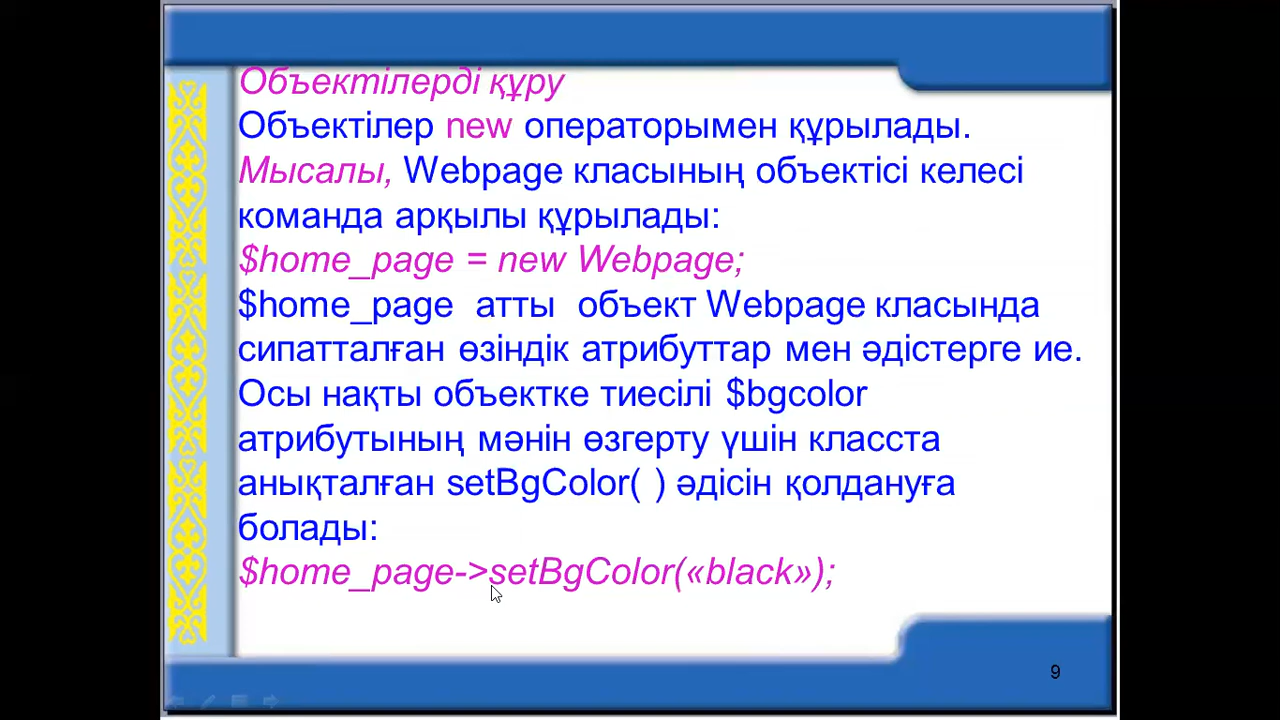 Объектілерді құру
Объектілер new операторымен құрылады.
Мысалы, Webpage класының объектісі келесі
команда арқылы құрылады:
$home_page = new Webpage;
$home_page атты объект Webpage класында
сипатталған өзіндік атрибуттар мен әдістерге ие.
Осы нақты объектке тиесілі $bgcolor
атрибутының мәнін өзгерту үшін класста
анықталған setBgColor( ) әдісін қолдануға
болады:
$home_page->setBgColor(«black»);
9